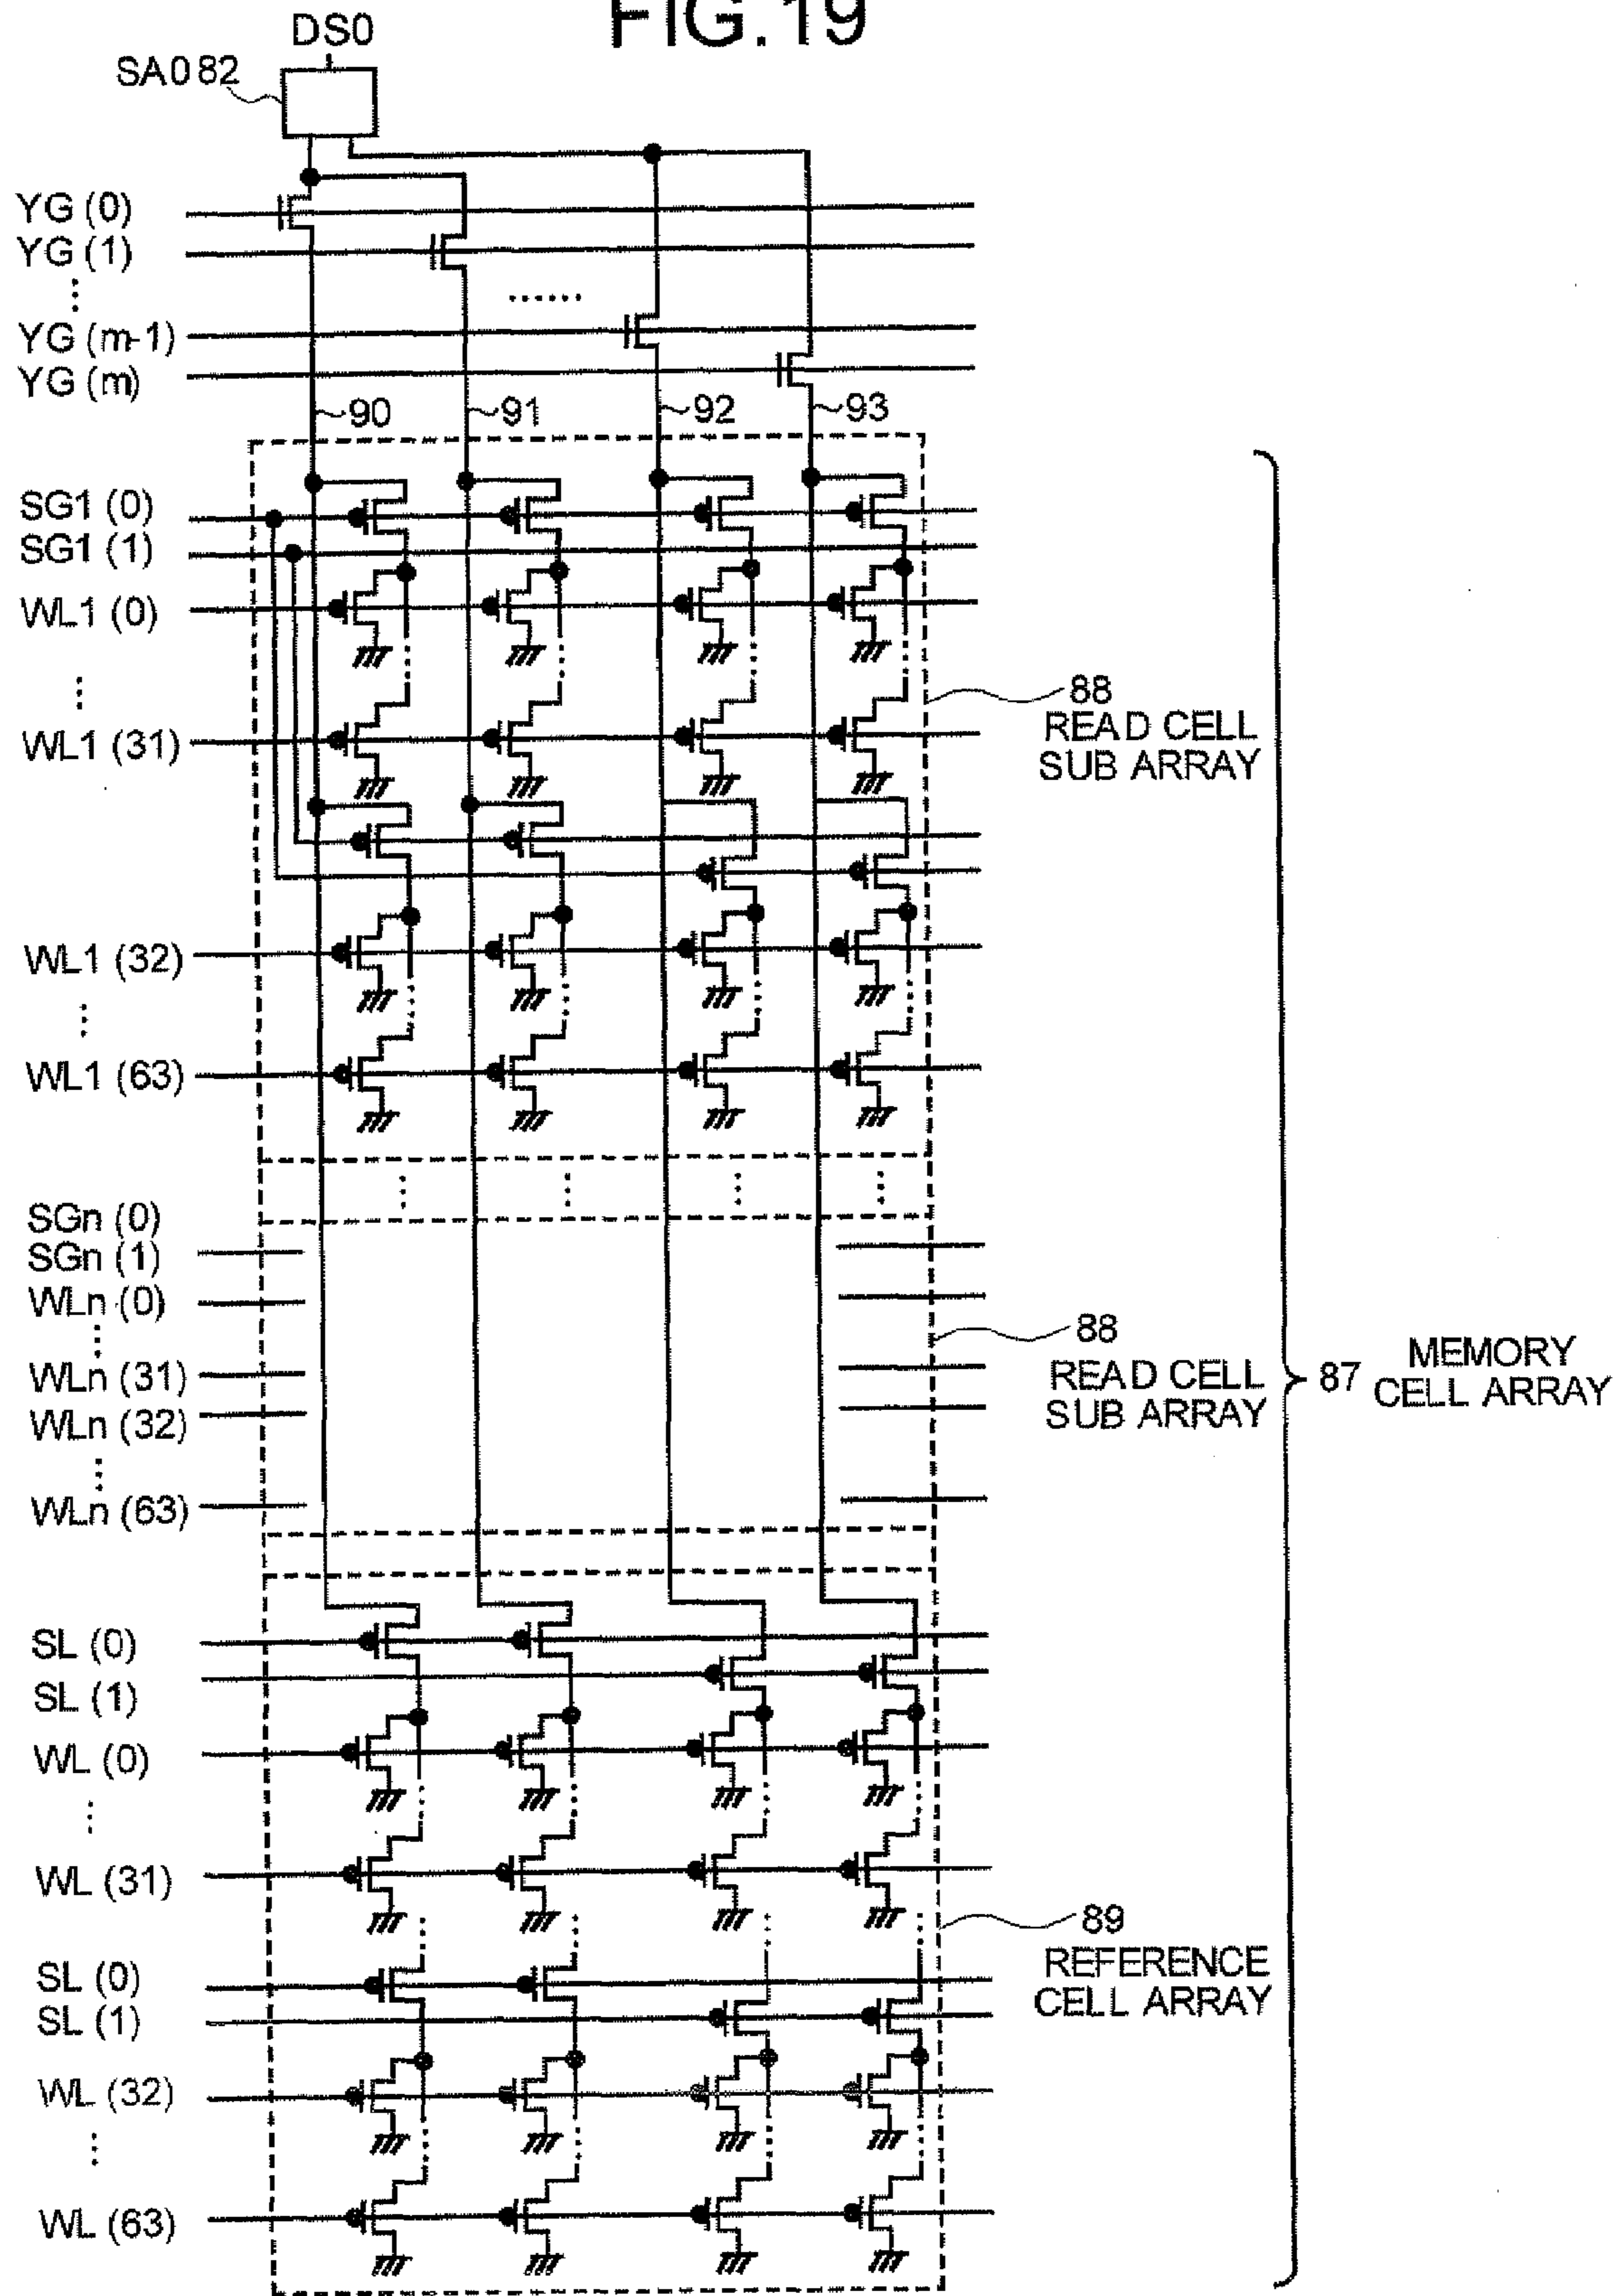 FIG.19
DS0
SA0 82
YG (0)
YG (1)
YG (m-1)
YG (m)
90
91
92
93
SG1 (0)
SG1 (1)
WL1 (0)
WL1 (31)
88
READ CELL
SUB ARRAY
WL1 (32)
WL1 (63)
SGn (0)
SGn (1)
WLn (0)
WLn (31)
WLn (32)
WLn (63)
88
READ CELL
SUB ARRAY
87
MEMORY
CELL ARRAY
SL (0)
SL (1)
WL (0)
WL (31)
89
REFERENCE
CELL ARRAY
SL (0)
SL (1)
WL (32)
WL (63)